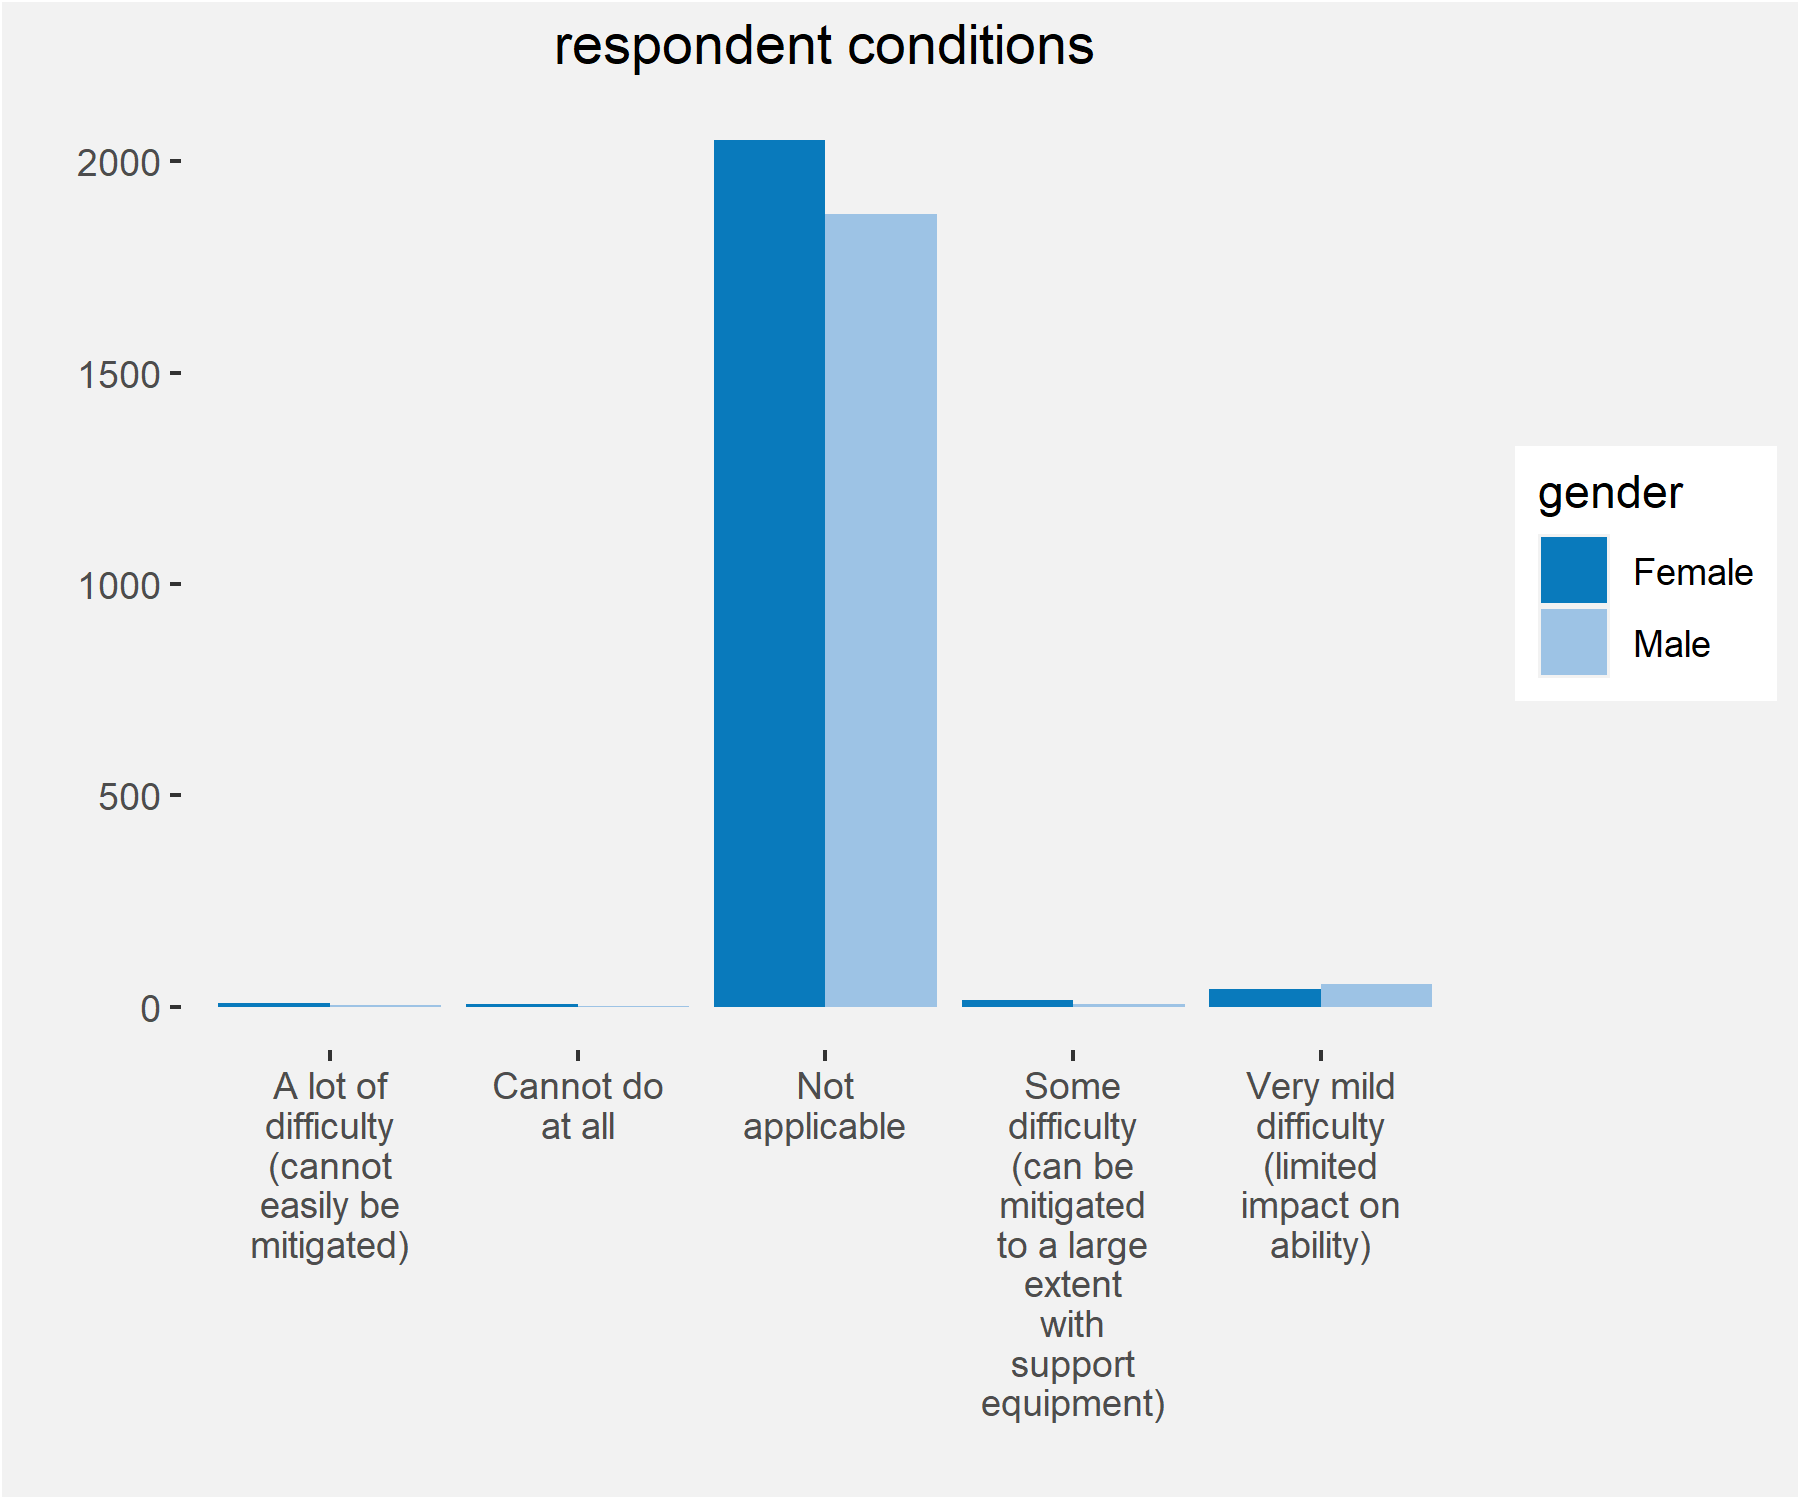 respondent conditions
2000
1500
1000
500
0
A lot of
difficulty
(cannot
easily be
mitigated)
Cannot do
at all
Not
applicable
Some
difficulty
(can be
mitigated
to a large
extent
with
support
equipment)
Very mild
difficulty
(limited
impact on
ability)
gender
Female
Male